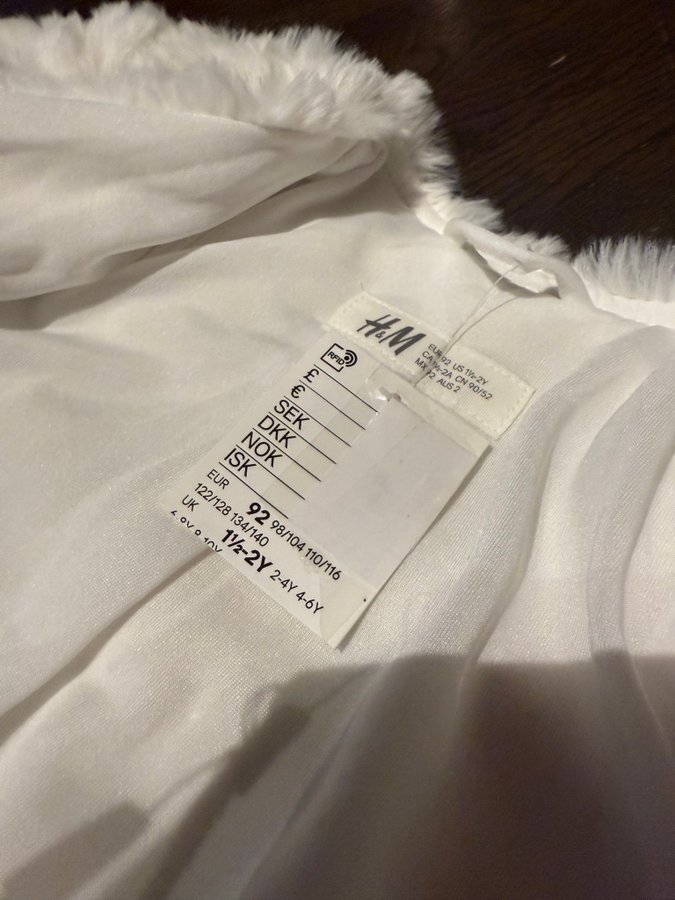 H&M
EUR 92 US 1½-2Y
CA 1½-2A CN 90/52
MX 92 AUS 2
RFID
£
€
SEK
DKK
NOK
ISK
EUR 92 98/104 110/116
122/128 134/140
UK 1½-2Y 2-4Y 4-6Y